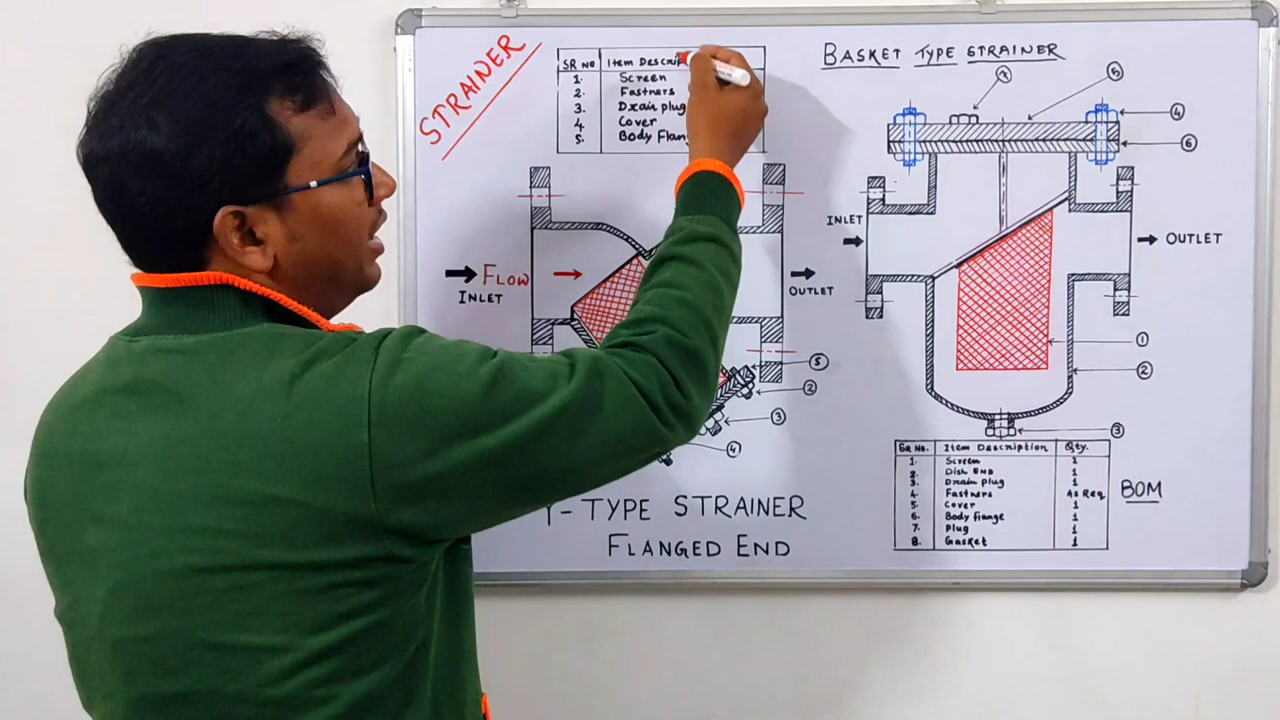 STRAINER
SR NO Item Descrip
1. Screen
2. Fastners
3. Drain plug
4 Cover
5. Body Flan
FLOW
INLET
OUTLET
5
2
3
4
Y-TYPE STRAINER
FLANGED END
BASKET TYPE STRAINER
7
5
4
6
INLET
OUTLET
1
2
3
Sr No. Item Description Qty.
1. Screen 1
2. Dish END 1
3. Drain plug 1
4. Fastners As Req
5. Cover 1
6. Body flange 1
7. Plug 1
8. Gasket 1
BOM